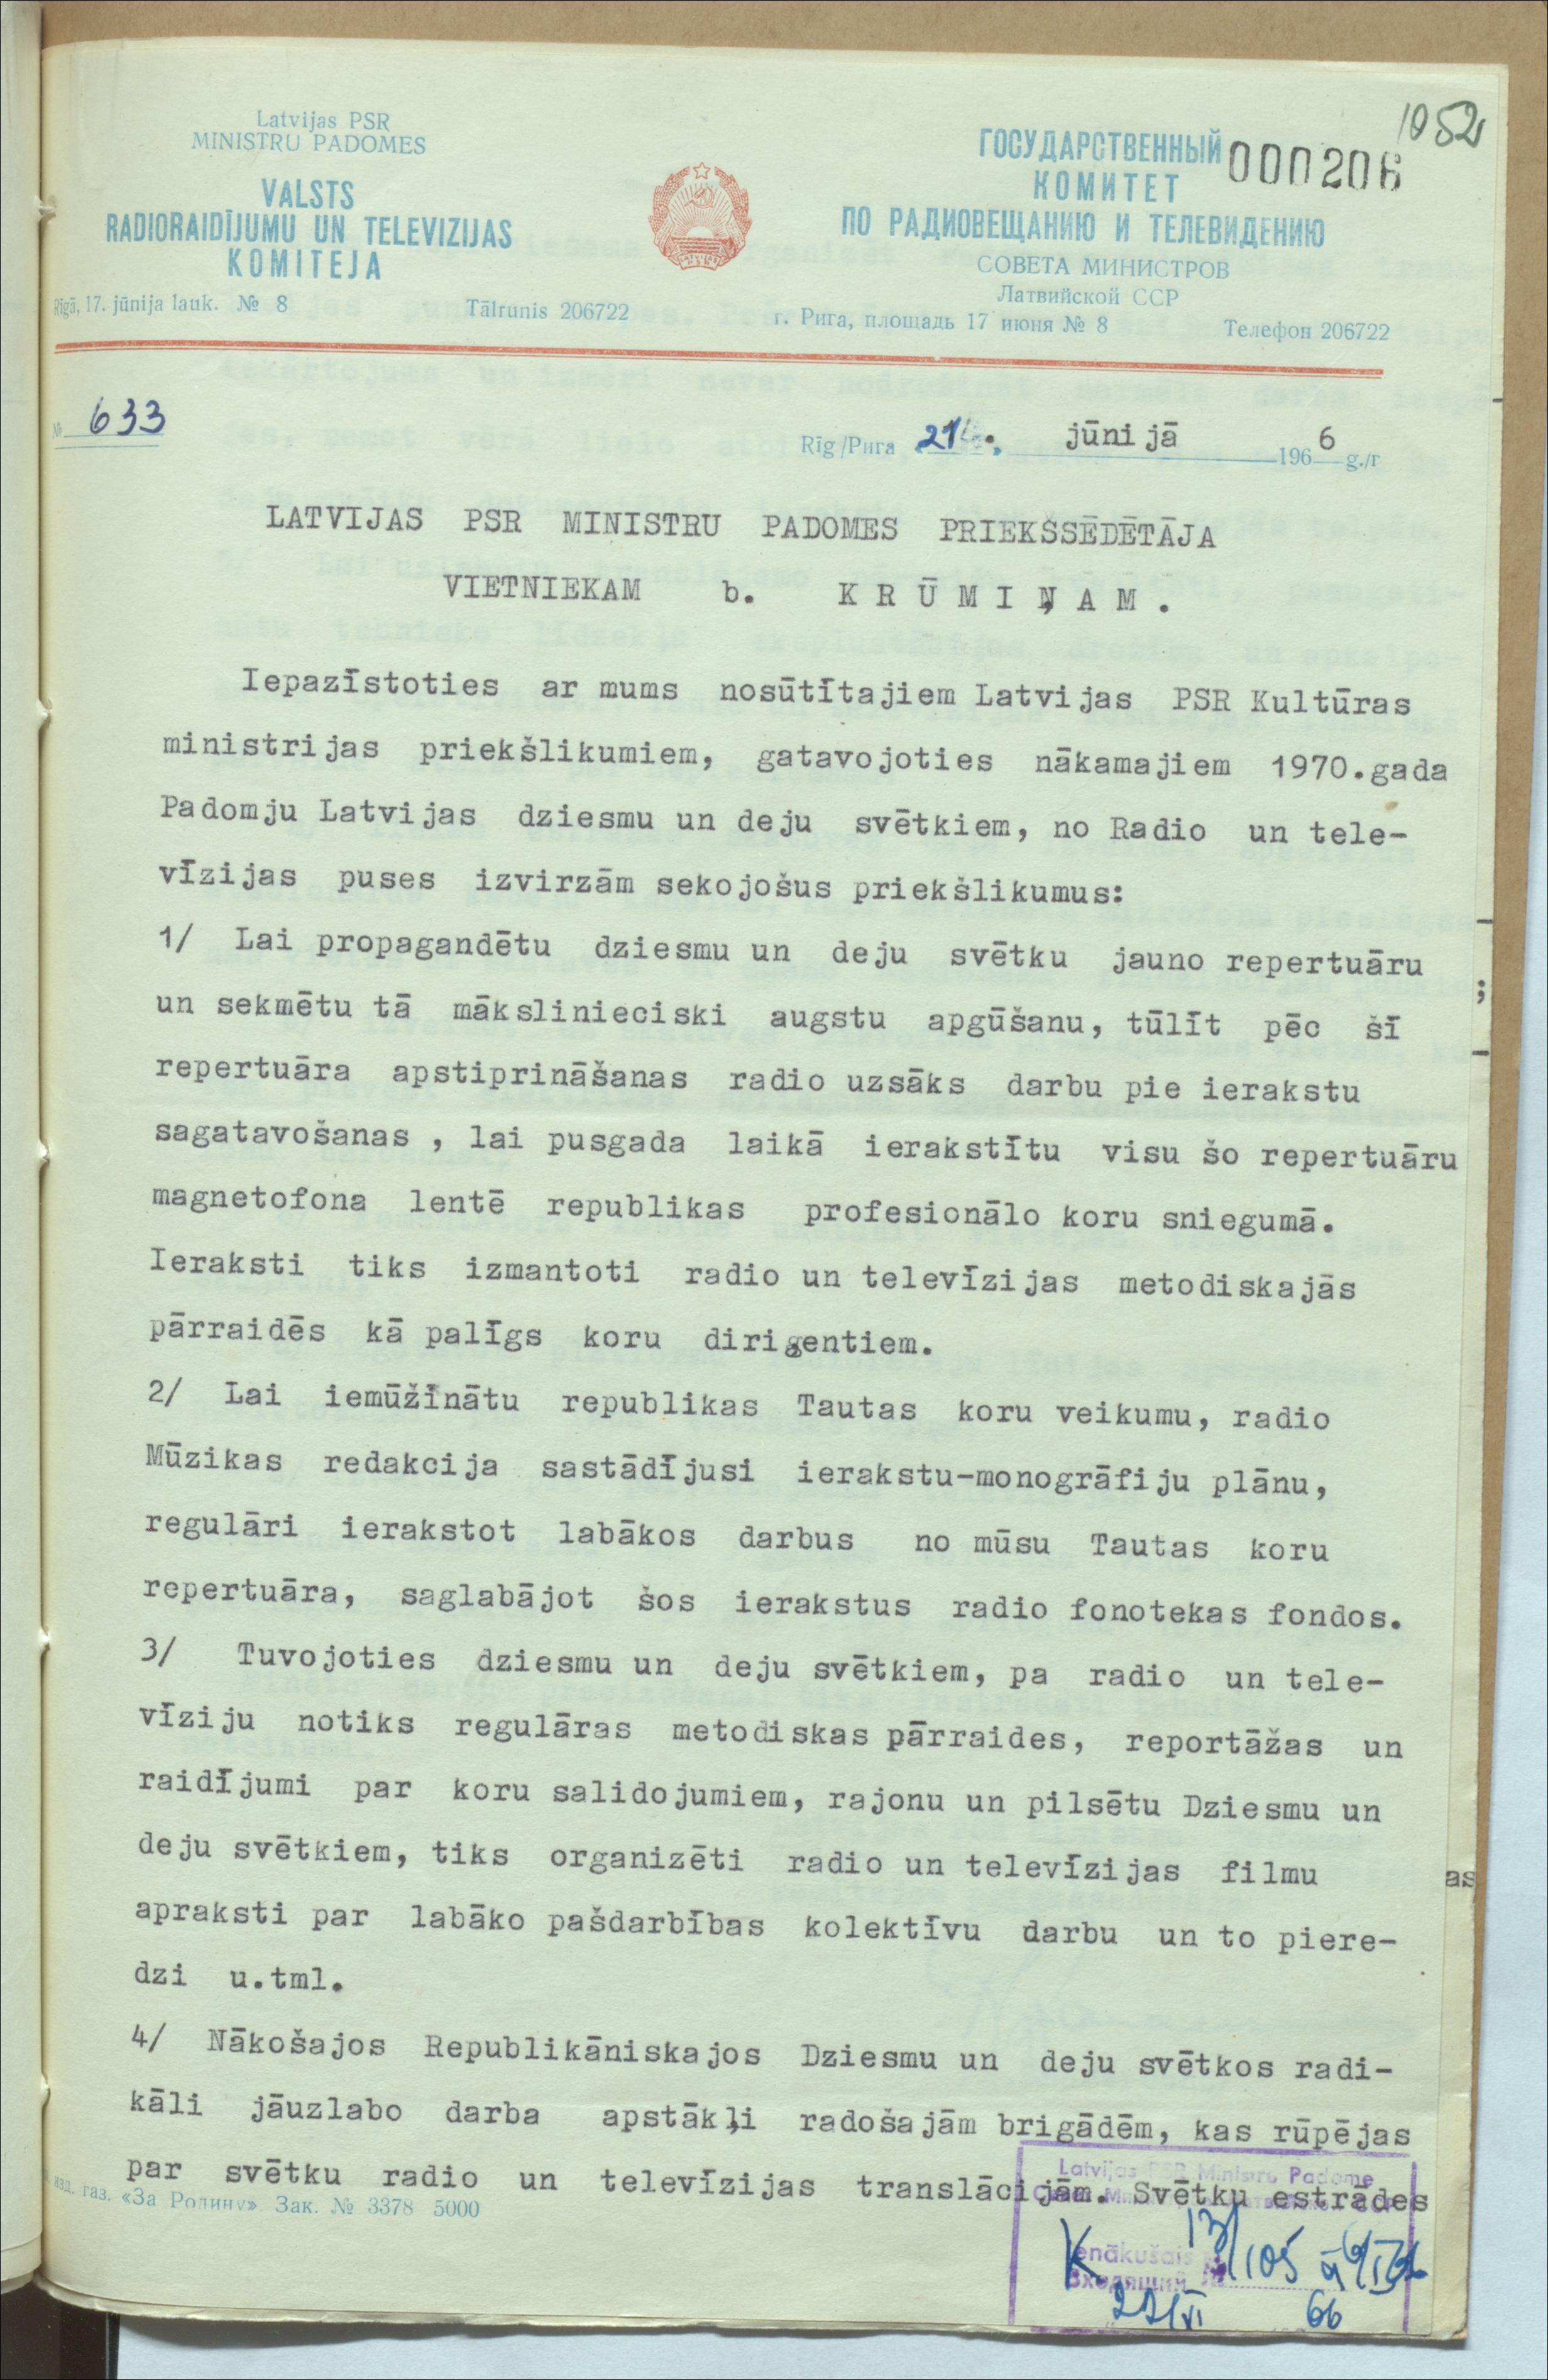 1052
000206
Latvijas PSR
MINISTRU PADOMES
VALSTS
RADIORAIDĪJUMU UN TELEVIZIJAS
KOMITEJA
Rīgā, 17. jūnija lauk. № 8 Tālrunis 206722
ГОСУДАРСТВЕННЫЙ
КОМИТЕТ
ПО РАДИОВЕЩАНИЮ И ТЕЛЕВИДЕНИЮ
СОВЕТА МИНИСТРОВ
Латвийской ССР
г. Рига, площадь 17 июня № 8 Телефон 206722
№ 633
Rīg/Рига 21. jūnijā 1966 g./г
LATVIJAS PSR MINISTRU PADOMES PRIEKŠSĒDĒTĀJA
VIETNIEKAM b. KRŪMIŅAM.
Iepazīstoties ar mums nosūtītajiem Latvijas PSR Kultūras
ministrijas priekšlikumiem, gatavojoties nākamajiem 1970.gada
Padomju Latvijas dziesmu un deju svētkiem, no Radio un tele-
vīzijas puses izvirzām sekojošus priekšlikumus:
1/ Lai propagandētu dziesmu un deju svētku jauno repertuāru
un sekmētu tā mākslinieciski augstu apgūšanu, tūlīt pēc šī
repertuāra apstiprināšanas radio uzsāks darbu pie ierakstu
sagatavošanas , lai pusgada laikā ierakstītu visu šo repertuāru
magnetofona lentē republikas profesionālo koru sniegumā.
Ieraksti tiks izmantoti radio un televīzijas metodiskajās
pārraidēs kā palīgs koru diriģentiem.
2/ Lai iemūžīnātu republikas Tautas koru veikumu, radio
Mūzikas redakcija sastādījusi ierakstu-monogrāfiju plānu,
regulāri ierakstot labākos darbus no mūsu Tautas koru
repertuāra, saglabājot šos ierakstus radio fonotekas fondos.
3/ Tuvojoties dziesmu un deju svētkiem, pa radio un tele-
vīziju notiks regulāras metodiskas pārraides, reportāžas un
raidījumi par koru salidojumiem, rajonu un pilsētu Dziesmu un
deju svētkiem, tiks organizēti radio un televīzijas filmu
apraksti par labāko pašdarbības kolektīvu darbu un to piere-
dzi u.tml.
4/ Nākošajos Republikāniskajos Dziesmu un deju svētkos radi-
kāli jāuzlabo darba apstākļi radošajām brigādēm, kas rūpējas
par svētku radio un televīzijas translācijām. Svētku estrādes
изд. газ. «За Родину». Зак. № 3378 5000
Latvijas PSR Ministru Padome
Ienākušais
Входящий №
K 13/105
22/VI 66
as